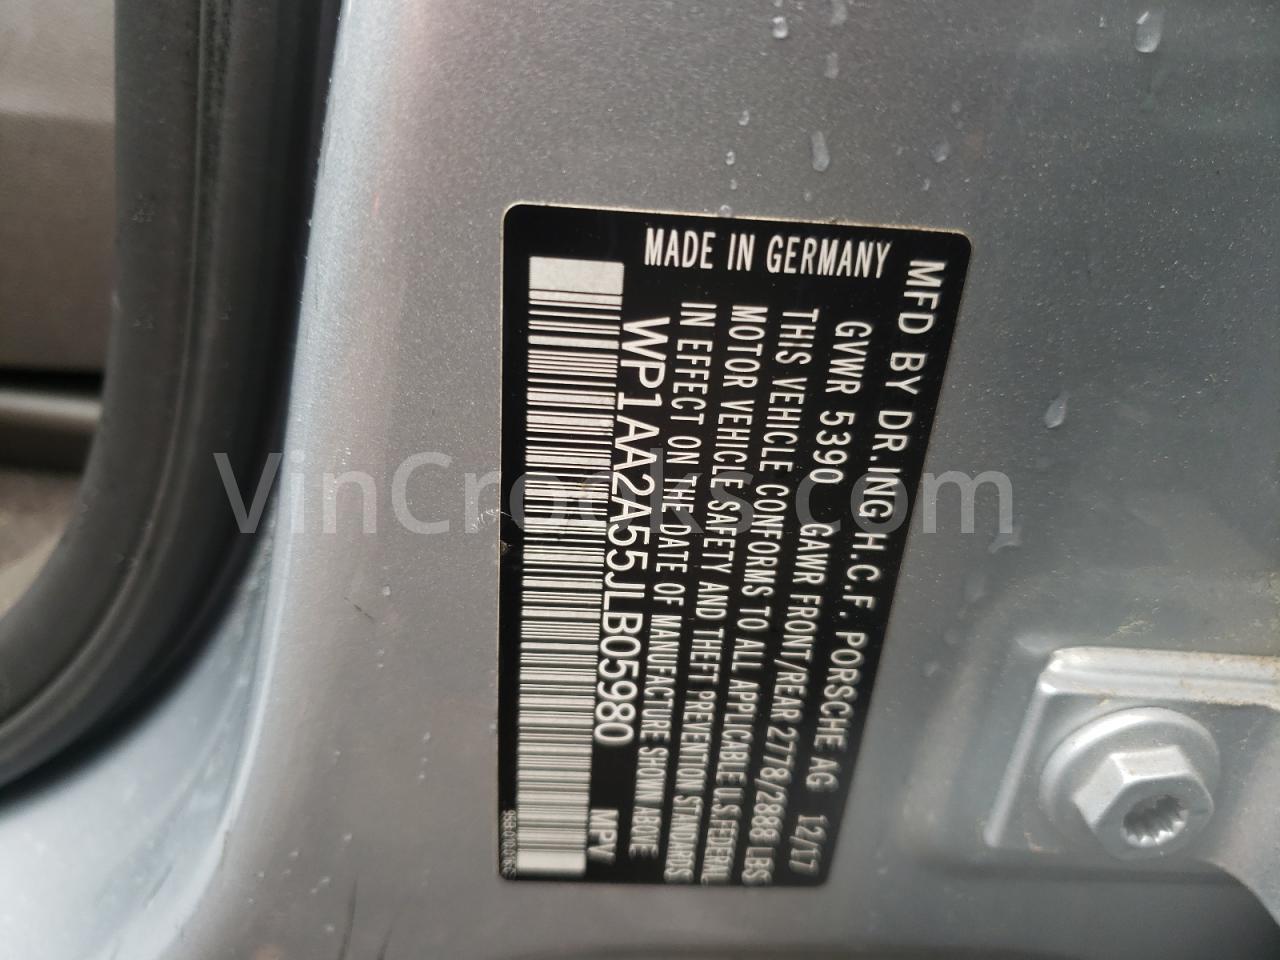 MFD BY DR.ING H.C.F. PORSCHE AG 12/17
GVWR 5390 GAWR FRONT/REAR 2778/2888 LBS
THIS VEHICLE CONFORMS TO ALL APPLICABLE U.S.FEDERAL
MOTOR VEHICLE SAFETY AND THEFT PREVENTION STANDARDS
IN EFFECT ON THE DATE OF MANUFACTURE SHOWN ABOVE
MADE IN GERMANY
WP1AA2A55JLB05980 MPV
VinCrooks.com